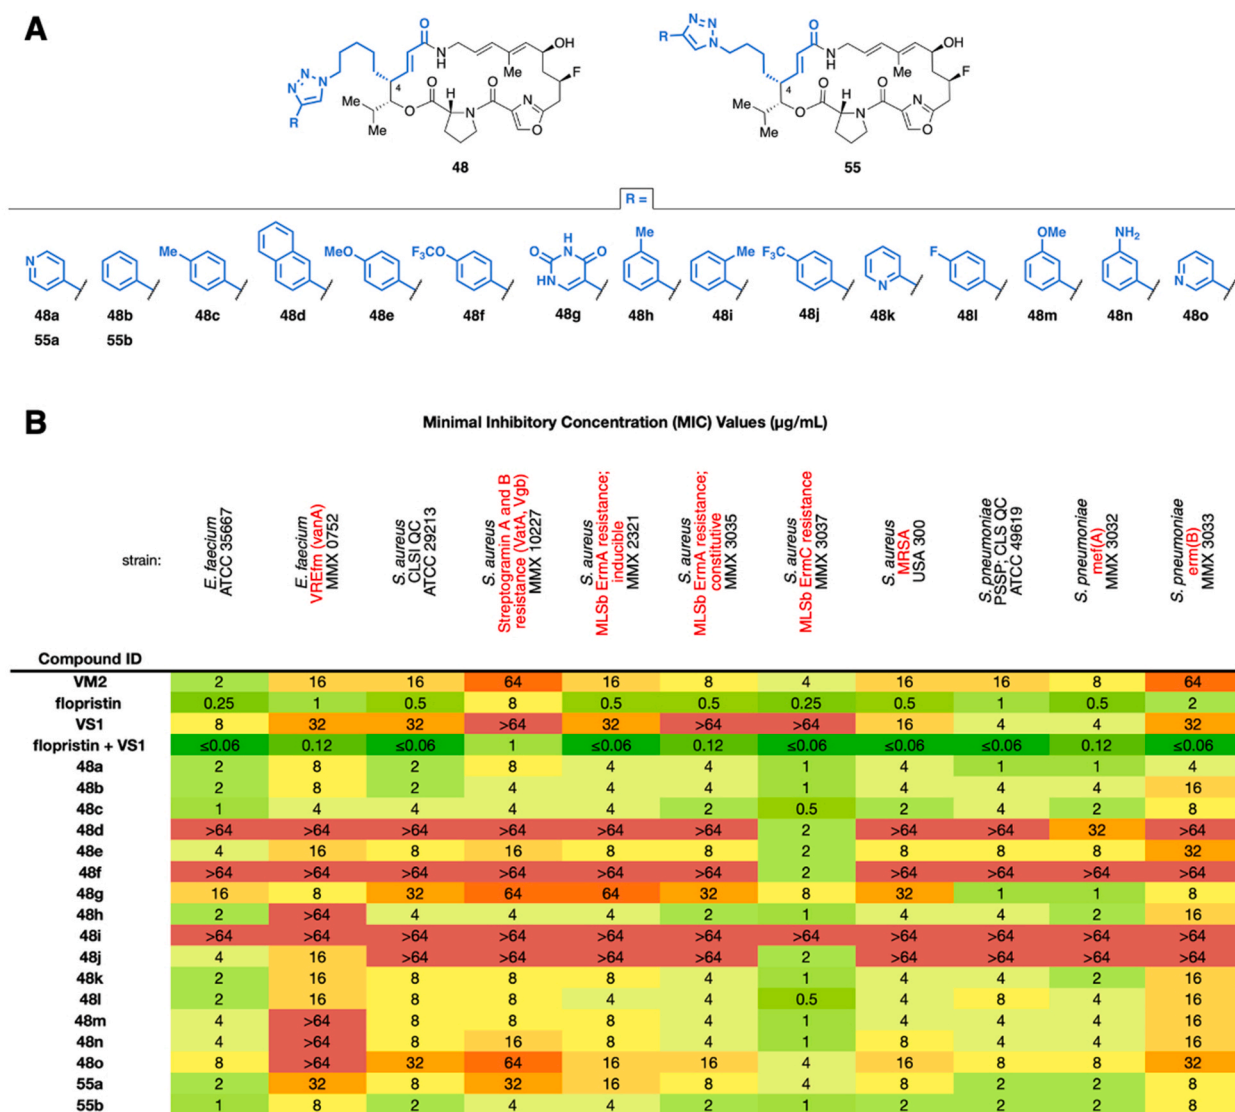 A
R
N
N
N
O
N
H
OH
Me
F
4
Me
Me
O
O
O
N
N
O
48
R
N
N
N
O
N
H
OH
Me
F
4
Me
Me
O
O
O
N
N
O
55
R =
N
Me
MeO
F3CO
O
H
N
O
HN
Me
Me
F3C
N
F
OMe
NH2
N
48a 48b 48c 48d 48e 48f 48g 48h 48i 48j 48k 48l 48m 48n 48o
55a 55b
B
Minimal Inhibitory Concentration (MIC) Values (µg/mL)
strain:
E. faecium
ATCC 35667
E. faecium
VREfm (vanA)
MMX 0752
S. aureus
CLSI QC
ATCC 29213
S. aureus
Streptogramin A and B
resistance (VatA, Vgb)
MMX 10227
S. aureus
MLSb ErmA resistance;
inducible
MMX 2321
S. aureus
MLSb ErmA resistance;
constitutive
MMX 3035
S. aureus
MLSb ErmC resistance
MMX 3037
S. aureus
MRSA
USA 300
S. pneumoniae
PSSP; CLS QC
ATCC 49619
S. pneumoniae
mef(A)
MMX 3032
S. pneumoniae
erm(B)
MMX 3033
Compound ID
VM2 2 16 16 64 16 8 4 16 16 8 64
flopristin 0.25 1 0.5 8 0.5 0.5 0.25 0.5 1 0.5 2
VS1 8 32 32 >64 32 >64 >64 16 4 4 32
flopristin + VS1 ≤0.06 0.12 ≤0.06 1 ≤0.06 0.12 ≤0.06 ≤0.06 ≤0.06 0.12 ≤0.06
48a 2 8 2 8 4 4 1 4 1 1 4
48b 2 8 2 4 4 4 1 4 4 4 16
48c 1 4 4 4 4 2 0.5 2 4 2 8
48d >64 >64 >64 >64 >64 >64 2 >64 >64 32 >64
48e 4 16 8 16 8 8 2 8 8 8 32
48f >64 >64 >64 >64 >64 >64 2 >64 >64 >64 >64
48g 16 8 32 64 64 32 8 32 1 1 8
48h 2 >64 4 4 4 2 1 4 4 2 16
48i >64 >64 >64 >64 >64 >64 >64 >64 >64 >64 >64
48j 4 16 >64 >64 >64 >64 2 >64 >64 >64 >64
48k 2 16 8 8 8 4 1 4 4 2 16
48l 2 16 8 8 4 4 0.5 4 8 4 16
48m 4 >64 8 8 8 4 1 4 4 4 16
48n 4 >64 8 16 8 4 1 8 4 4 16
48o 8 >64 32 64 16 16 4 16 8 8 32
55a 2 32 8 32 16 8 4 8 2 2 8
55b 1 8 2 4 4 2 1 2 2 2 8